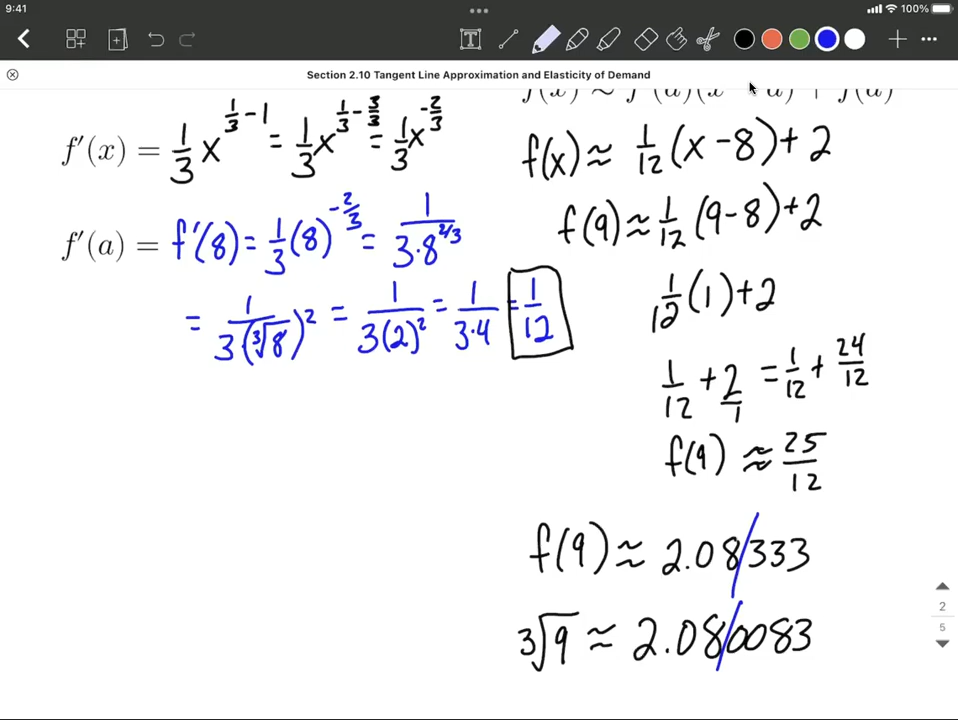 9:41
100%
Section 2.10 Tangent Line Approximation and Elasticity of Demand
f'(x) = 1/3 x^(1/3 - 1) = 1/3 x^(1/3 - 3/3) = 1/3 x^(-2/3)
f'(a) = f'(8) = 1/3 (8)^(-2/3) = 1/(3·8^(2/3))
= 1/(3(∛8)^2) = 1/(3(2)^2) = 1/(3·4) = 1/12
f(x) ≈ 1/12 (x - 8) + 2
f(9) ≈ 1/12 (9 - 8) + 2
1/12 (1) + 2
1/12 + 2/1 = 1/12 + 24/12
f(9) ≈ 25/12
f(9) ≈ 2.08/333
∛9 ≈ 2.08/0083
2
5